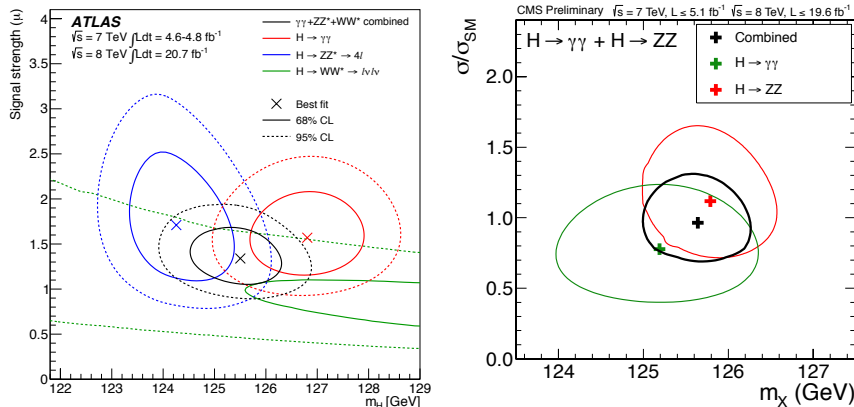 ATLAS
√s = 7 TeV ∫Ldt = 4.6-4.8 fb⁻¹
√s = 8 TeV ∫Ldt = 20.7 fb⁻¹
γγ+ZZ*+WW* combined
H → γγ
H → ZZ* → 4l
H → WW* → lνlν
Best fit
68% CL
95% CL
Signal strength (μ)
4
3.5
3
2.5
2
1.5
1
0.5
0
122 123 124 125 126 127 128 129
m_H [GeV]
CMS Preliminary √s = 7 TeV, L ≤ 5.1 fb⁻¹ √s = 8 TeV, L ≤ 19.6 fb⁻¹
H → γγ + H → ZZ
Combined
H → γγ
H → ZZ
σ/σ_SM
2.0
1.5
1.0
0.5
0.0
124 125 126 127
m_X (GeV)